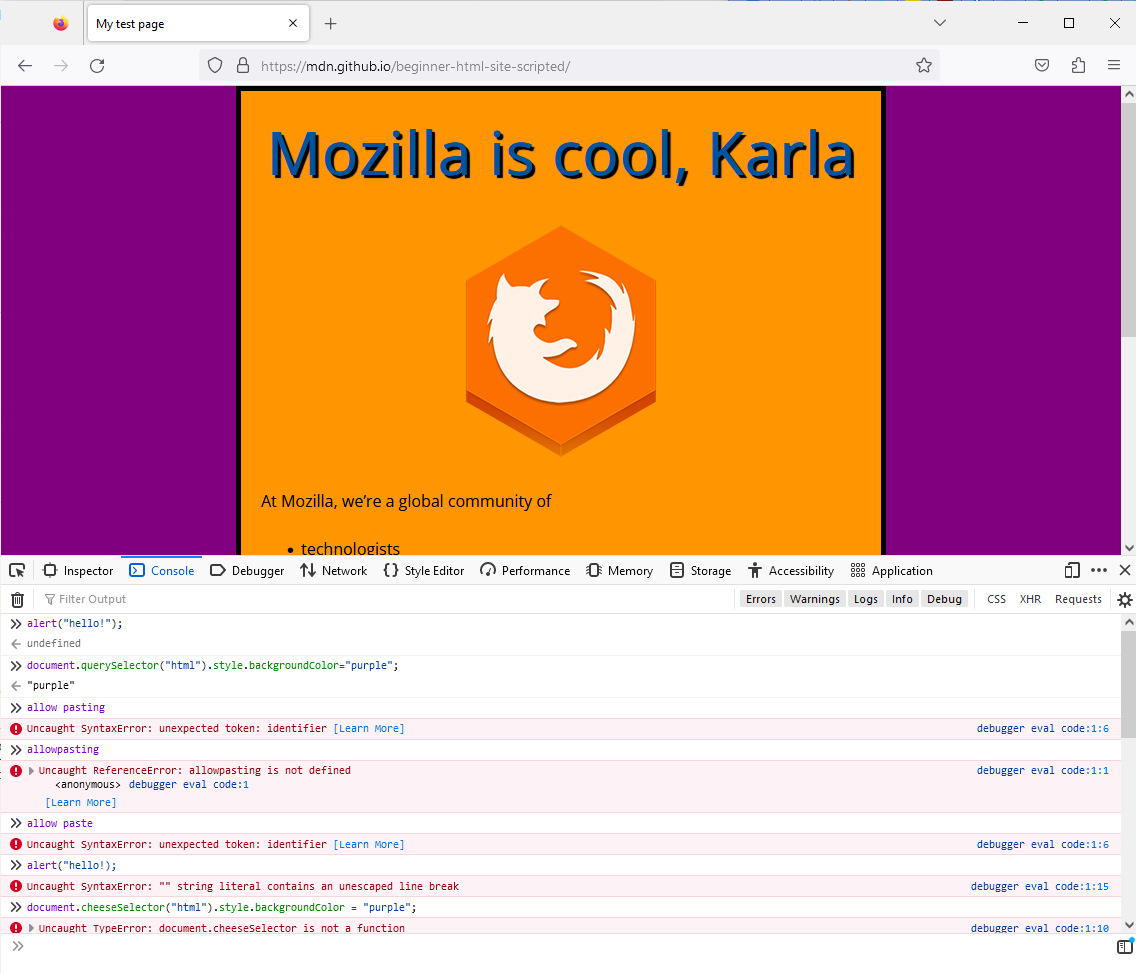 My test page
https://mdn.github.io/beginner-html-site-scripted/
Mozilla is cool, Karla
At Mozilla, we’re a global community of
• technologists
Inspector Console Debugger Network Style Editor Performance Memory Storage Accessibility Application
Filter Output Errors Warnings Logs Info Debug CSS XHR Requests
alert("hello!");
undefined
document.querySelector("html").style.backgroundColor="purple";
"purple"
allow pasting
Uncaught SyntaxError: unexpected token: identifier [Learn More] debugger eval code:1:6
allowpasting
Uncaught ReferenceError: allowpasting is not defined debugger eval code:1:1
<anonymous> debugger eval code:1
[Learn More]
allow paste
Uncaught SyntaxError: unexpected token: identifier [Learn More] debugger eval code:1:6
alert("hello!);
Uncaught SyntaxError: "" string literal contains an unescaped line break debugger eval code:1:15
document.cheeseSelector("html").style.backgroundColor = "purple";
Uncaught TypeError: document.cheeseSelector is not a function debugger eval code:1:10